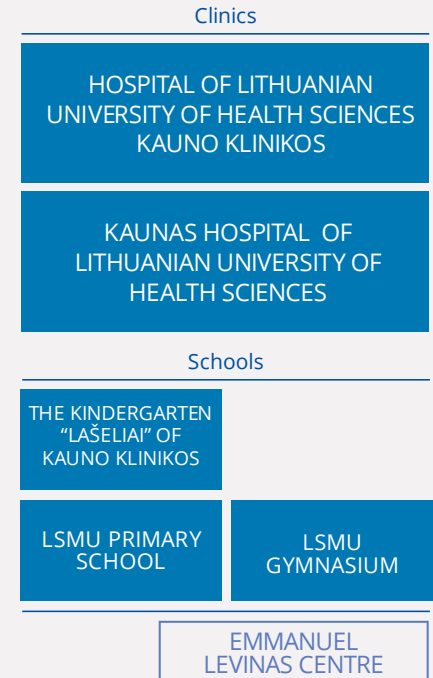 Clinics
HOSPITAL OF LITHUANIAN
UNIVERSITY OF HEALTH SCIENCES
KAUNO KLINIKOS
KAUNAS HOSPITAL OF
LITHUANIAN UNIVERSITY OF
HEALTH SCIENCES
Schools
THE KINDERGARTEN
“LAŠELIAI” OF
KAUNO KLINIKOS
LSMU PRIMARY
SCHOOL
LSMU
GYMNASIUM
EMMANUEL
LEVINAS CENTRE